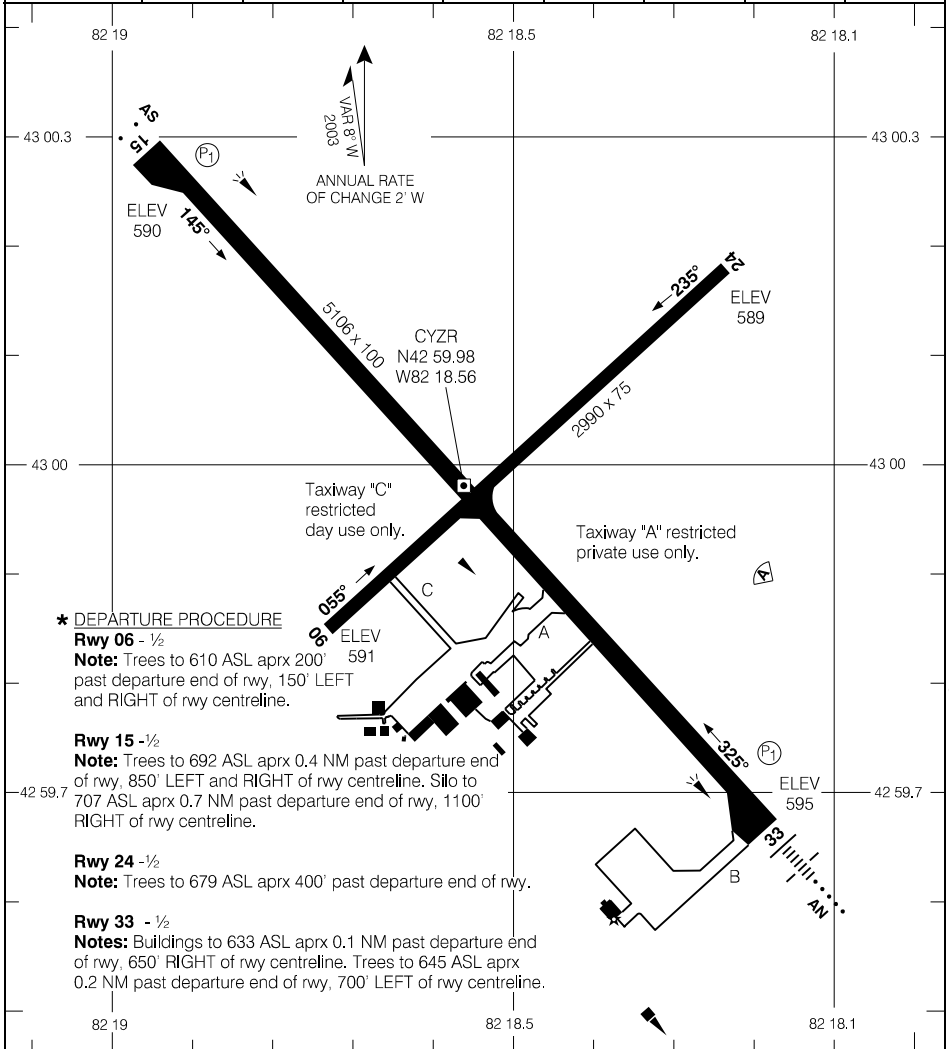 82 19
82 18.5
82 18.1
AS
15
43 00.3
43 00.3
P1
VAR 8° W
2003
ANNUAL RATE
OF CHANGE 2' W
ELEV
590
145°
24
235°
ELEV
589
5106 x 100
CYZR
N42 59.98
W82 18.56
2990 x 75
43 00
43 00
Taxiway "C"
restricted
day use only.
Taxiway "A" restricted
private use only.
A
055°
C
06
ELEV
591
A
* DEPARTURE PROCEDURE
Rwy 06 - ½
Note: Trees to 610 ASL aprx 200'
past departure end of rwy, 150' LEFT
and RIGHT of rwy centreline.
Rwy 15 -½
Note: Trees to 692 ASL aprx 0.4 NM past departure end
of rwy, 850' LEFT and RIGHT of rwy centreline. Silo to
707 ASL aprx 0.7 NM past departure end of rwy, 1100'
RIGHT of rwy centreline.
325°
P1
ELEV
595
42 59.7
42 59.7
33
Rwy 24 -½
Note: Trees to 679 ASL aprx 400' past departure end of rwy.
B
AN
Rwy 33 - ½
Notes: Buildings to 633 ASL aprx 0.1 NM past departure end
of rwy, 650' RIGHT of rwy centreline. Trees to 645 ASL aprx
0.2 NM past departure end of rwy, 700' LEFT of rwy centreline.
82 19
82 18.5
82 18.1